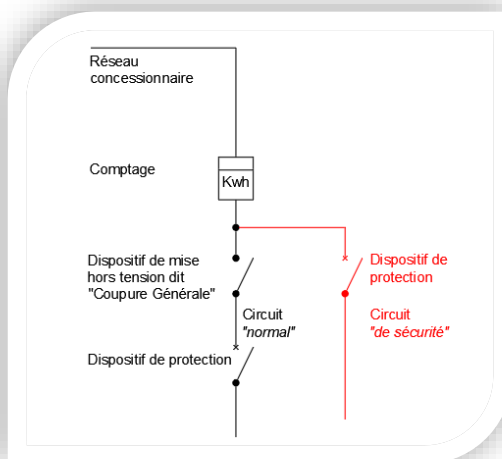 Réseau
concessionnaire
Comptage
Kwh
Dispositif de mise
hors tension dit
"Coupure Générale"
Dispositif de
protection
Circuit
"normal"
Circuit
"de sécurité"
Dispositif de protection